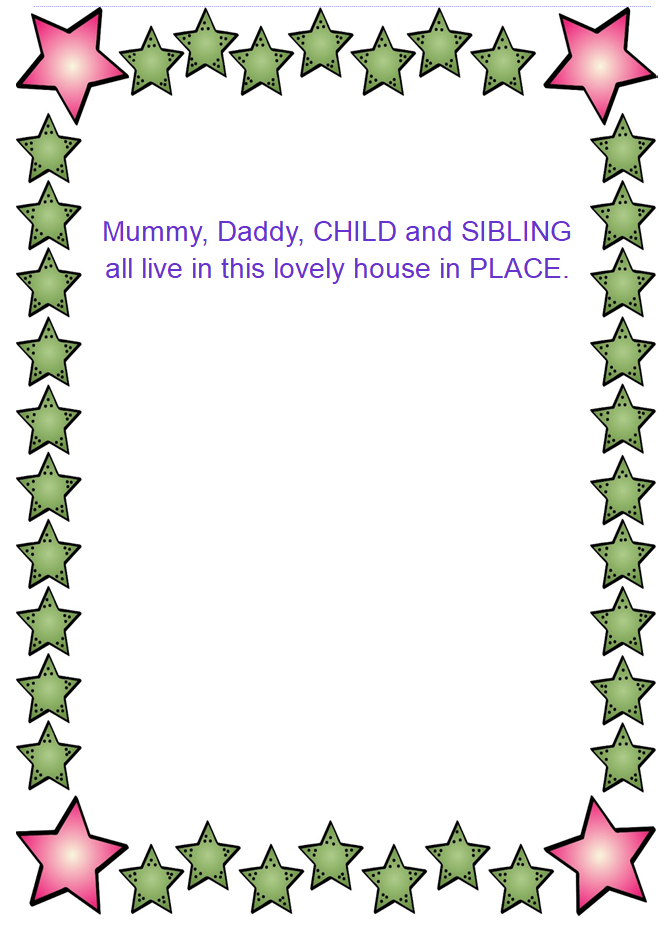 Mummy, Daddy, CHILD and SIBLING
all live in this lovely house in PLACE.